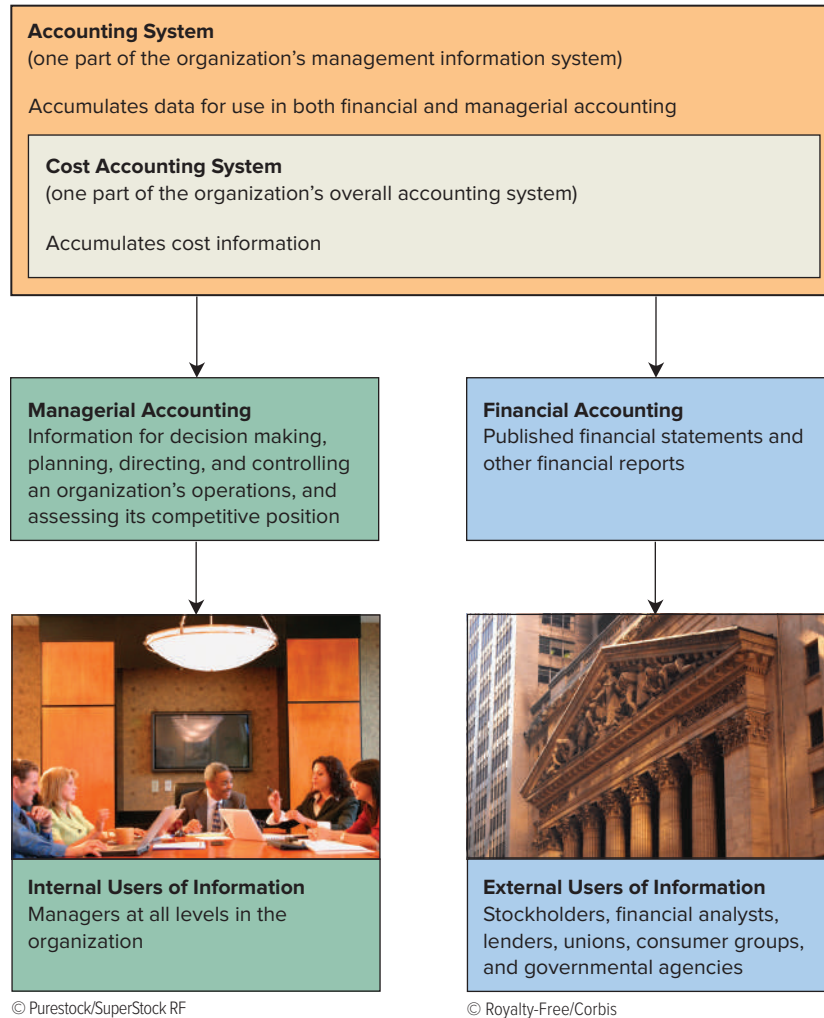 Accounting System
(one part of the organization’s management information system)
Accumulates data for use in both financial and managerial accounting
Cost Accounting System
(one part of the organization’s overall accounting system)
Accumulates cost information
Managerial Accounting
Information for decision making,
planning, directing, and controlling
an organization’s operations, and
assessing its competitive position
Financial Accounting
Published financial statements and
other financial reports
Internal Users of Information
Managers at all levels in the
organization
© Purestock/SuperStock RF
External Users of Information
Stockholders, financial analysts,
lenders, unions, consumer groups,
and governmental agencies
© Royalty-Free/Corbis